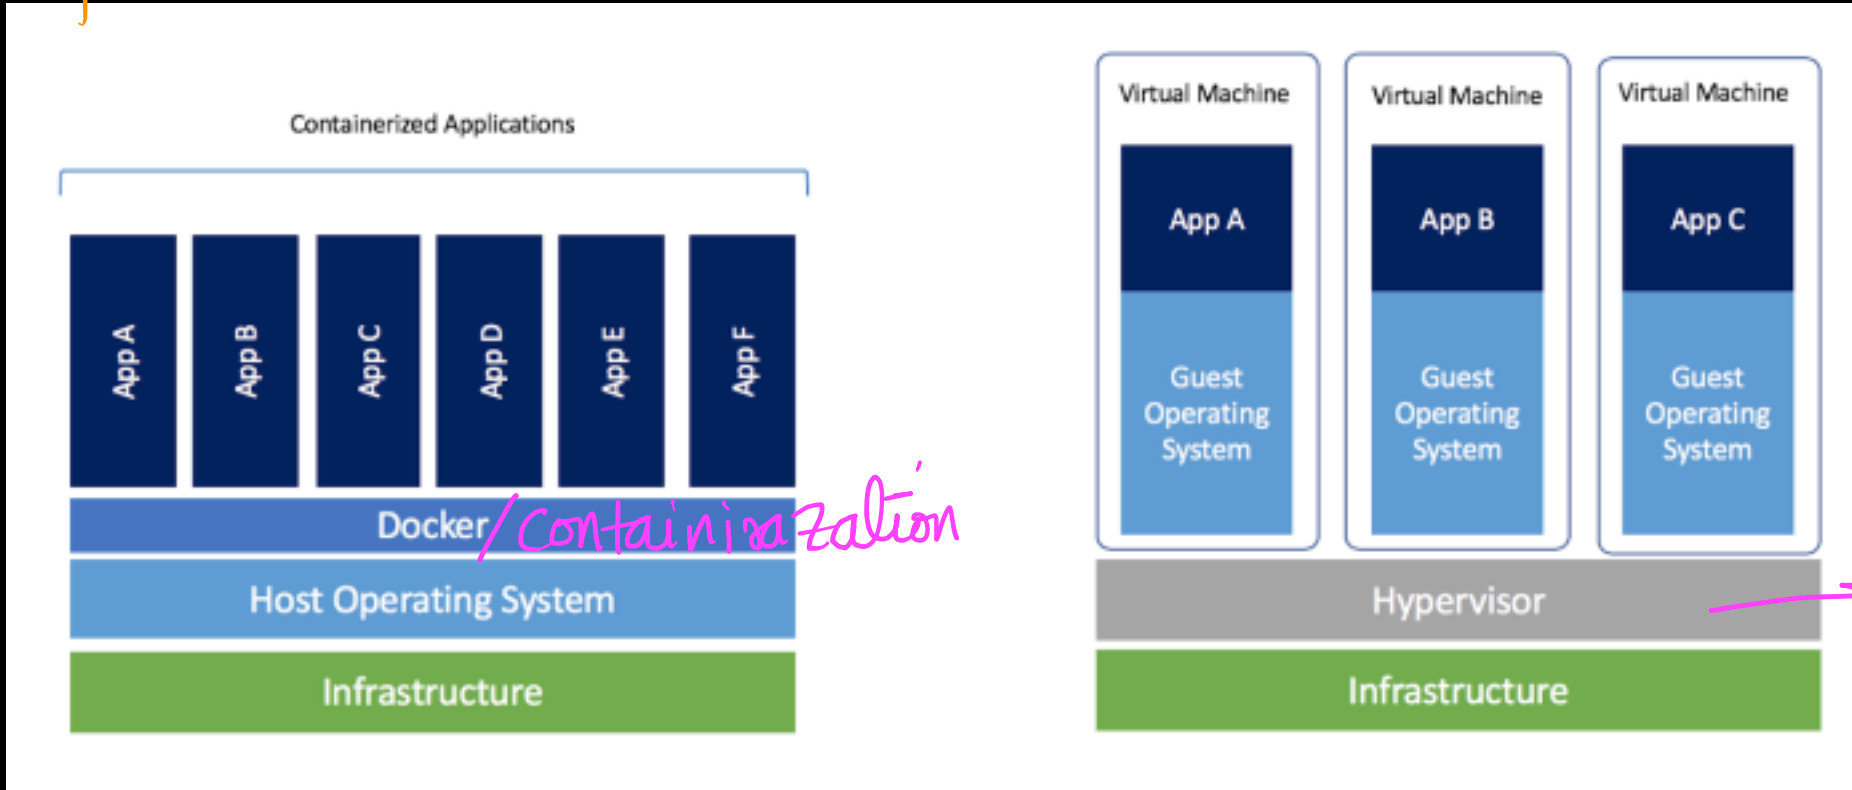 Containerized Applications
App A
App B
App C
App D
App E
App F
Docker /containirazation
Host Operating System
Infrastructure
Virtual Machine
App A
Guest
Operating
System
Virtual Machine
App B
Guest
Operating
System
Virtual Machine
App C
Guest
Operating
System
Hypervisor
Infrastructure